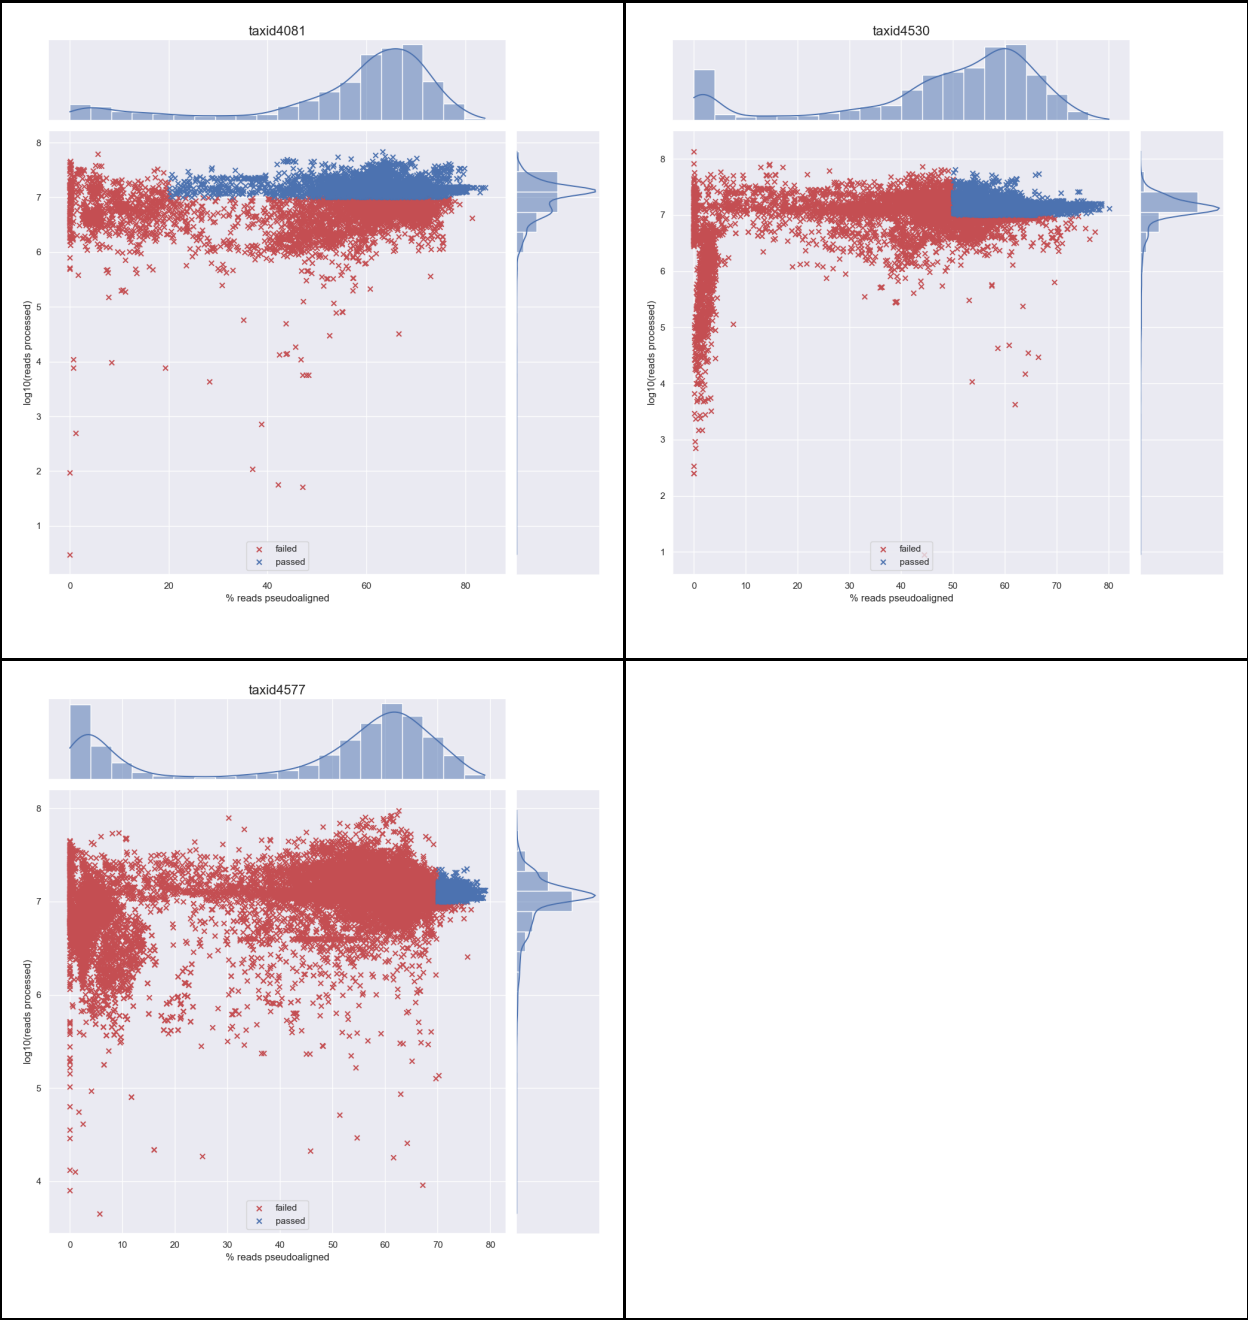 taxid4081
8
7
6
5
4
3
2
1
log10(reads processed)
failed
passed
0 20 40 60 80
% reads pseudoaligned
taxid4530
8
7
6
5
4
3
2
1
log10(reads processed)
failed
passed
0 10 20 30 40 50 60 70 80
% reads pseudoaligned
taxid4577
8
7
6
5
4
log10(reads processed)
failed
passed
0 10 20 30 40 50 60 70 80
% reads pseudoaligned